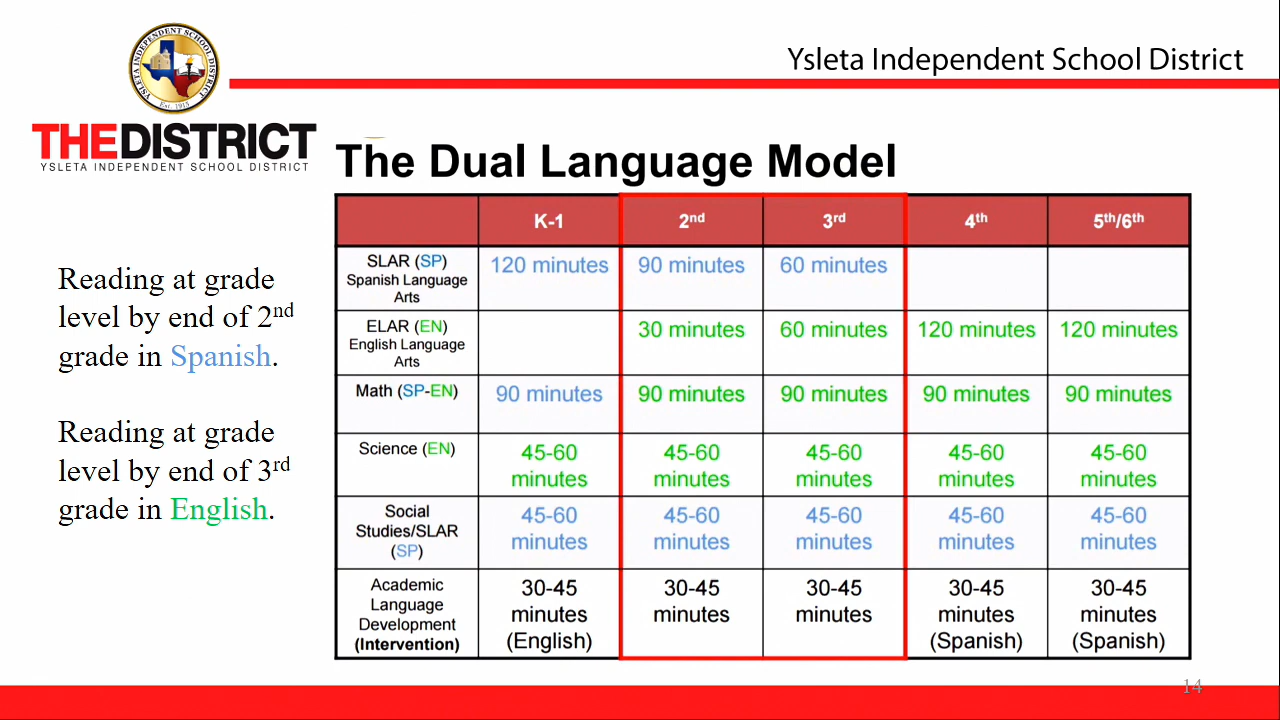 YSLETA INDEPENDENT SCHOOL DISTRICT
Est. 1915
Ysleta Independent School District
THEDISTRICT
YSLETA INDEPENDENT SCHOOL DISTRICT
The Dual Language Model
Reading at grade
level by end of 2nd
grade in Spanish.
Reading at grade
level by end of 3rd
grade in English.
K-1 2nd 3rd 4th 5th/6th
SLAR (SP)
Spanish Language
Arts
120 minutes 90 minutes 60 minutes
ELAR (EN)
English Language
Arts
30 minutes 60 minutes 120 minutes 120 minutes
Math (SP-EN)
90 minutes 90 minutes 90 minutes 90 minutes 90 minutes
Science (EN)
45-60 45-60 45-60 45-60 45-60
minutes minutes minutes minutes minutes
Social
Studies/SLAR
(SP)
45-60 45-60 45-60 45-60 45-60
minutes minutes minutes minutes minutes
Academic
Language
Development
(Intervention)
30-45 30-45 30-45 30-45 30-45
minutes minutes minutes minutes minutes
(English) (Spanish) (Spanish)
14